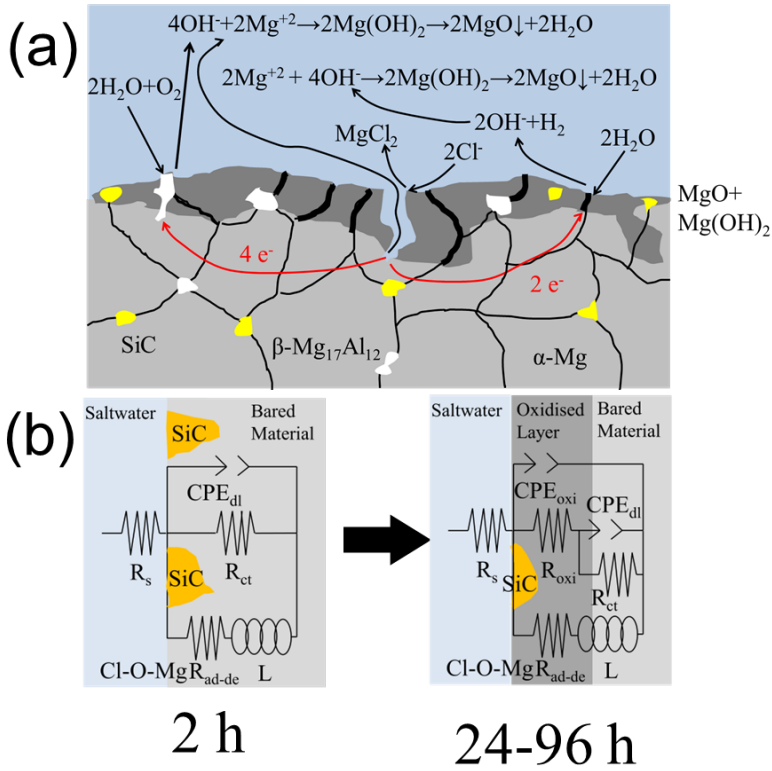 (a)
4OH⁻+2Mg⁺²→2Mg(OH)₂→2MgO↓+2H₂O
2Mg⁺² + 4OH⁻→2Mg(OH)₂→2MgO↓+2H₂O
2H₂O+O₂
MgCl₂
2OH⁻+H₂
2Cl⁻
2H₂O
MgO+
Mg(OH)₂
4 e⁻
2 e⁻
SiC
β-Mg₁₇Al₁₂
α-Mg
(b)
Saltwater
Bared
Material
SiC
CPE_dl
R_s
SiC
R_ct
Cl-O-Mg
R_ad-de
L
2 h
Saltwater
Oxidised
Layer
Bared
Material
CPE_oxi
CPE_dl
R_s
SiC
R_oxi
R_ct
Cl-O-Mg
R_ad-de
L
24-96 h